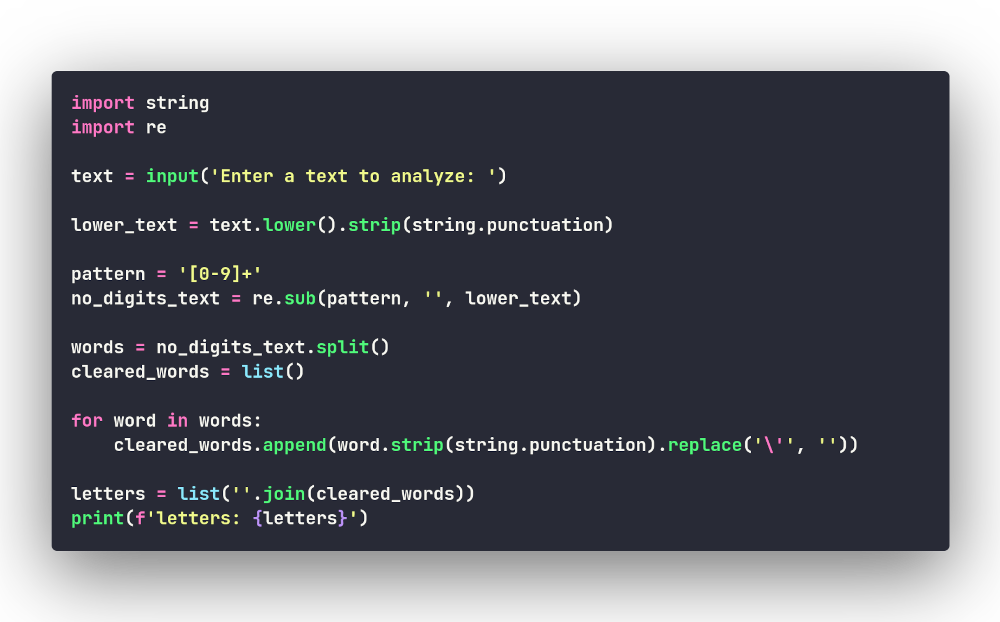 import string
import re
text = input('Enter a text to analyze: ')
lower_text = text.lower().strip(string.punctuation)
pattern = '[0-9]+'
no_digits_text = re.sub(pattern, '', lower_text)
words = no_digits_text.split()
cleared_words = list()
for word in words:
    cleared_words.append(word.strip(string.punctuation).replace('\'', ''))
letters = list(''.join(cleared_words))
print(f'letters: {letters}')